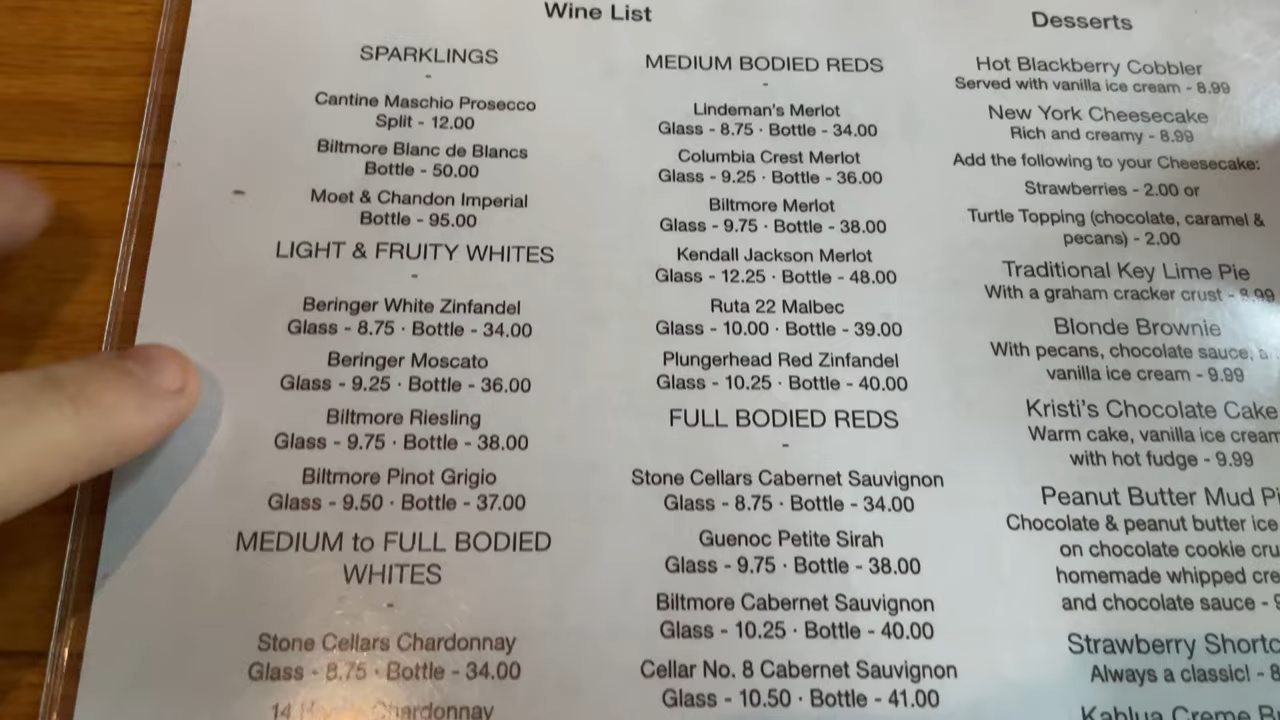 Wine List
SPARKLINGS
-
Cantine Maschio Prosecco
Split - 12.00
Biltmore Blanc de Blancs
Bottle - 50.00
Moet & Chandon Imperial
Bottle - 95.00
LIGHT & FRUITY WHITES
-
Beringer White Zinfandel
Glass - 8.75 · Bottle - 34.00
Beringer Moscato
Glass - 9.25 · Bottle - 36.00
Biltmore Riesling
Glass - 9.75 · Bottle - 38.00
Biltmore Pinot Grigio
Glass - 9.50 · Bottle - 37.00
MEDIUM to FULL BODIED
WHITES
-
Stone Cellars Chardonnay
Glass - 8.75 · Bottle - 34.00
14 Chardonnay
MEDIUM BODIED REDS
-
Lindeman's Merlot
Glass - 8.75 · Bottle - 34.00
Columbia Crest Merlot
Glass - 9.25 · Bottle - 36.00
Biltmore Merlot
Glass - 9.75 · Bottle - 38.00
Kendall Jackson Merlot
Glass - 12.25 · Bottle - 48.00
Ruta 22 Malbec
Glass - 10.00 · Bottle - 39.00
Plungerhead Red Zinfandel
Glass - 10.25 · Bottle - 40.00
FULL BODIED REDS
-
Stone Cellars Cabernet Sauvignon
Glass - 8.75 · Bottle - 34.00
Guenoc Petite Sirah
Glass - 9.75 · Bottle - 38.00
Biltmore Cabernet Sauvignon
Glass - 10.25 · Bottle - 40.00
Cellar No. 8 Cabernet Sauvignon
Glass - 10.50 · Bottle - 41.00
Desserts
Hot Blackberry Cobbler
Served with vanilla ice cream - 8.99
New York Cheesecake
Rich and creamy - 8.99
Add the following to your Cheesecake:
Strawberries - 2.00 or
Turtle Topping (chocolate, caramel &
pecans) - 2.00
Traditional Key Lime Pie
With a graham cracker crust - 8.99
Blonde Brownie
With pecans, chocolate sauce,
vanilla ice cream - 9.99
Kristi's Chocolate Cake
Warm cake, vanilla ice cream
with hot fudge - 9.99
Peanut Butter Mud
Chocolate & peanut butter ice
on chocolate cookie
homemade whipped
and chocolate sauce -
Strawberry
Always a classic! -
Kahlua Creme